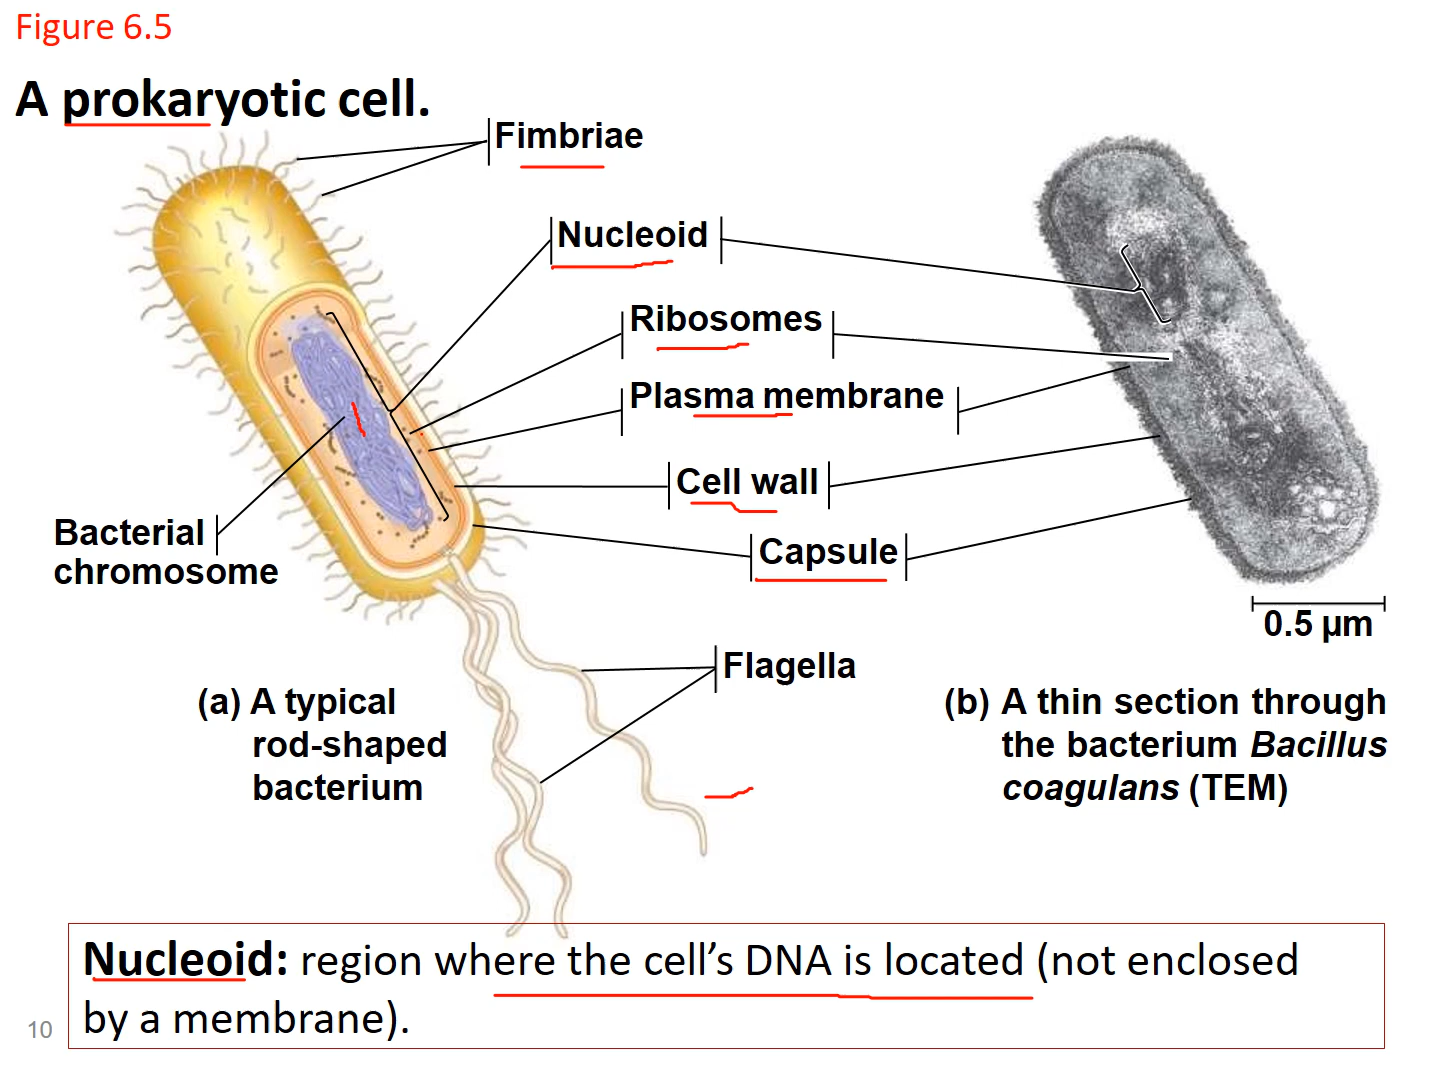 Figure 6.5
A prokaryotic cell.
Fimbriae
Nucleoid
Ribosomes
Plasma membrane
Cell wall
Bacterial
chromosome
Capsule
0.5 µm
Flagella
(a) A typical
rod-shaped
bacterium
(b) A thin section through
the bacterium Bacillus
coagulans (TEM)
Nucleoid: region where the cell’s DNA is located (not enclosed
by a membrane).
10